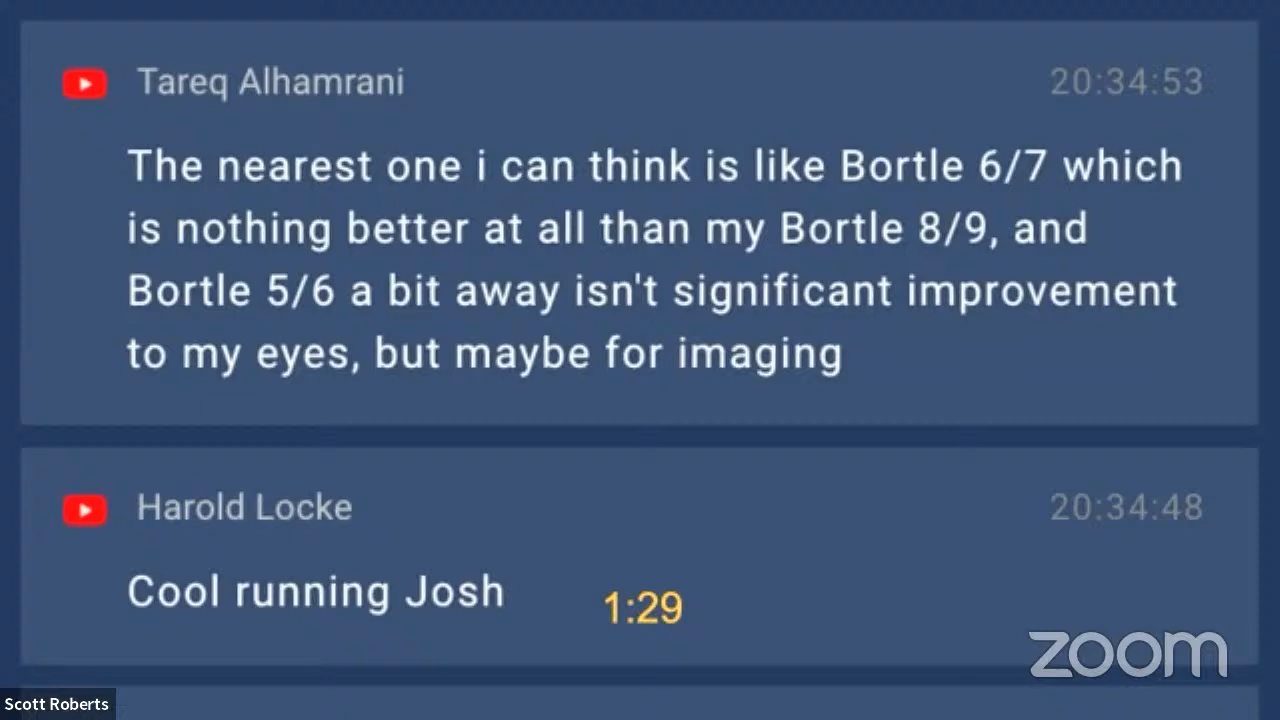 Tareq Alhamrani 20:34:53
The nearest one i can think is like Bortle 6/7 which
is nothing better at all than my Bortle 8/9, and
Bortle 5/6 a bit away isn't significant improvement
to my eyes, but maybe for imaging
Harold Locke 20:34:48
Cool running Josh
1:29
zoom
Scott Roberts